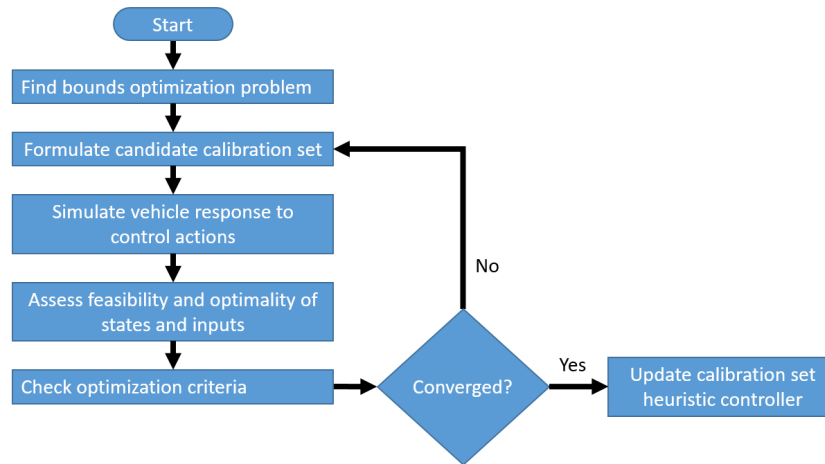 Start
Find bounds optimization problem
Formulate candidate calibration set
Simulate vehicle response to
control actions
Assess feasibility and optimality of
states and inputs
Check optimization criteria
Converged?
No
Yes
Update calibration set
heuristic controller